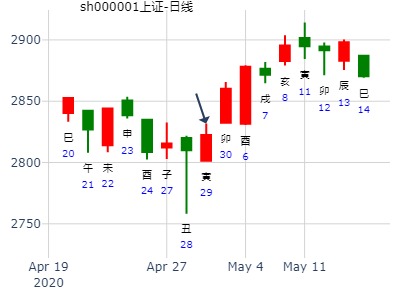 sh000001上证-日线
2900
2850
2800
2750
巳
20
午
21
未
22
申
23
酉
24
子
27
丑
28
寅
29
卯
30
酉
6
戌
7
亥
8
寅
11
卯
12
辰
13
巳
14
Apr 19
2020
Apr 27
May 4
May 11